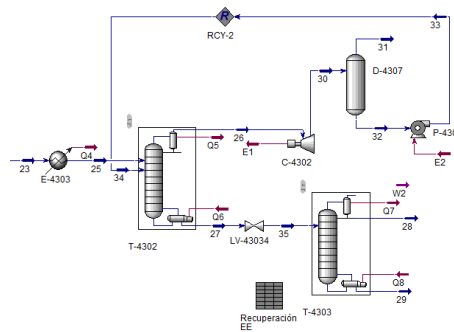 R
RCY-2
33
31
30
D-4307
32
E2
Q5
26
E1
C-4302
23
Q4
25
E-4303
34
Q6
27
T-4302
LV-43034
35
W2
Q7
28
Q8
29
T-4303
Recuperación
EE